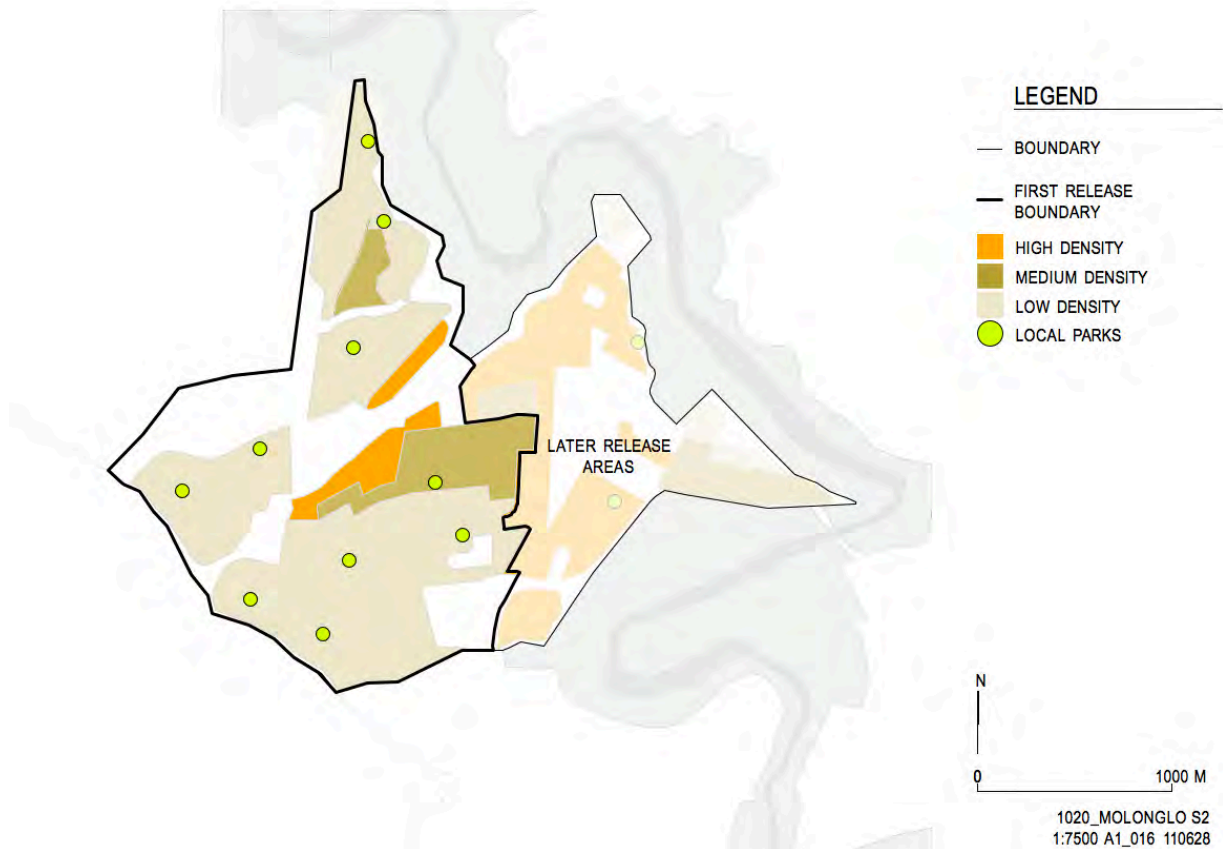 LEGEND
BOUNDARY
FIRST RELEASE
BOUNDARY
HIGH DENSITY
MEDIUM DENSITY
LOW DENSITY
LOCAL PARKS
LATER RELEASE
AREAS
N
0 1000 M
1020_MOLONGLO S2
1:7500 A1_016 110628